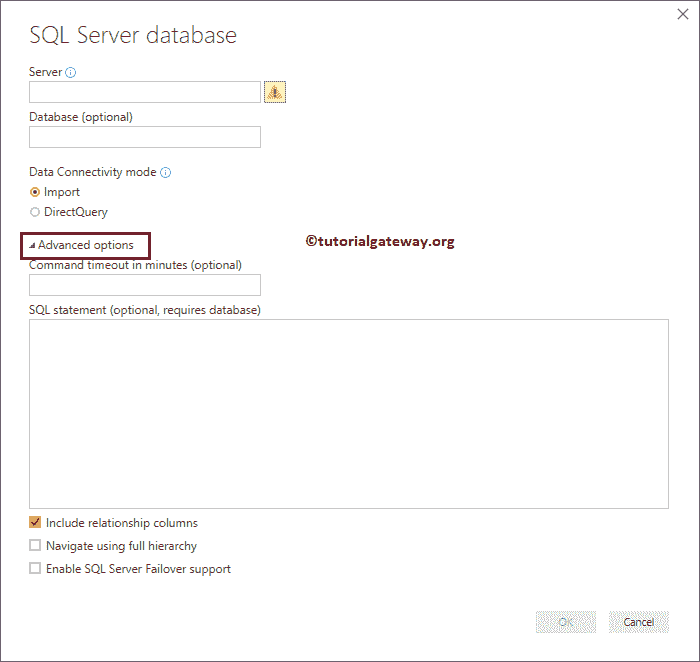 SQL Server database
Server
Database (optional)
Data Connectivity mode
Import
DirectQuery
Advanced options
©tutorialgateway.org
Command timeout in minutes (optional)
SQL statement (optional, requires database)
Include relationship columns
Navigate using full hierarchy
Enable SQL Server Failover support
OK Cancel